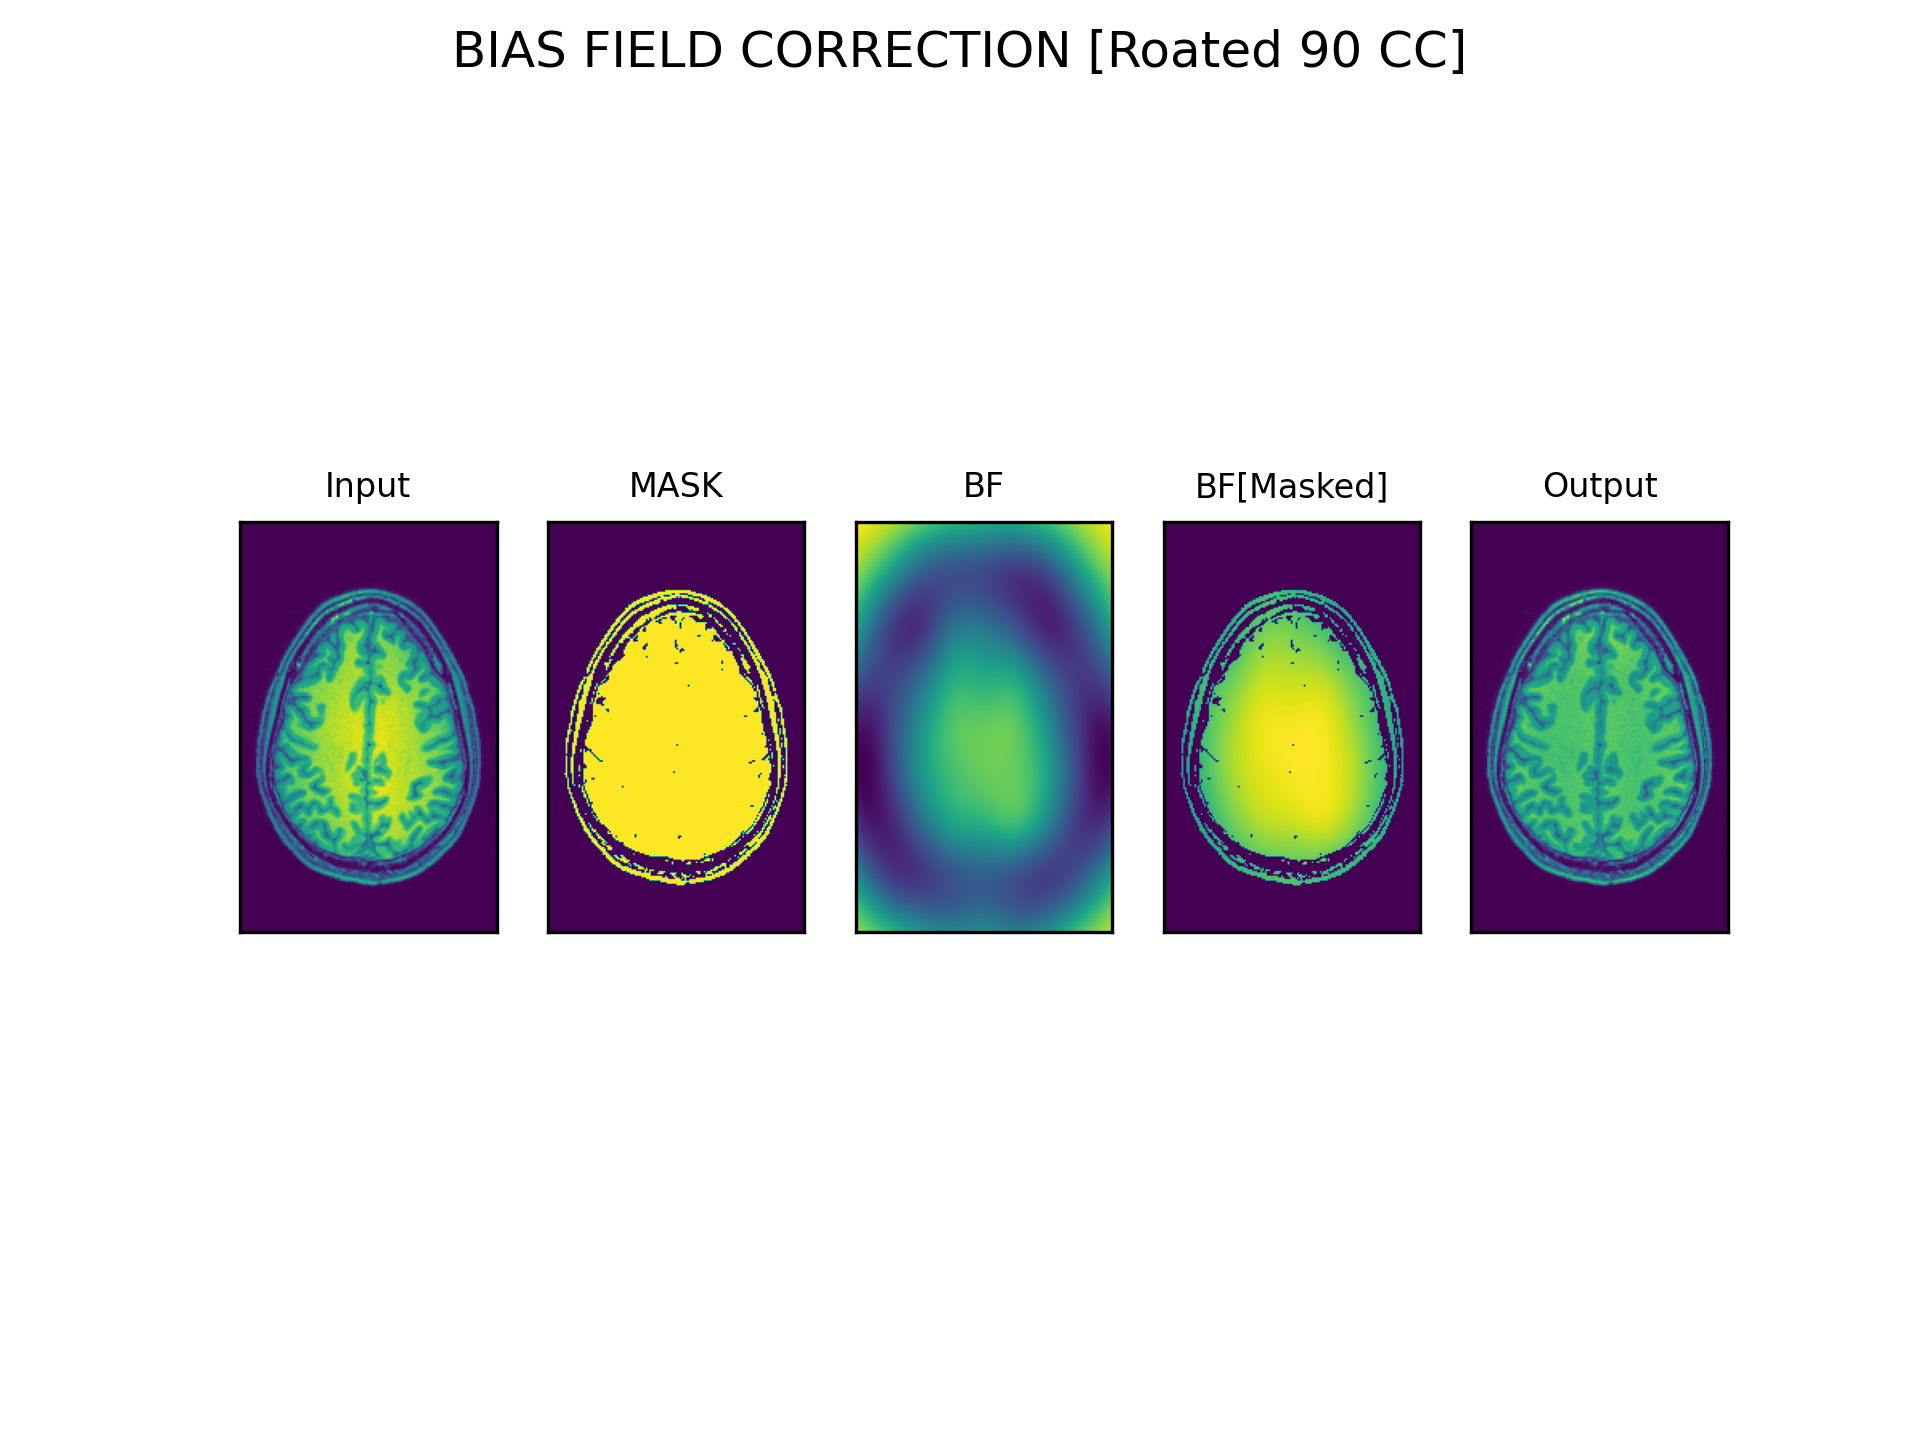 BIAS FIELD CORRECTION [Roated 90 CC]
Input
MASK
BF
BF[Masked]
Output